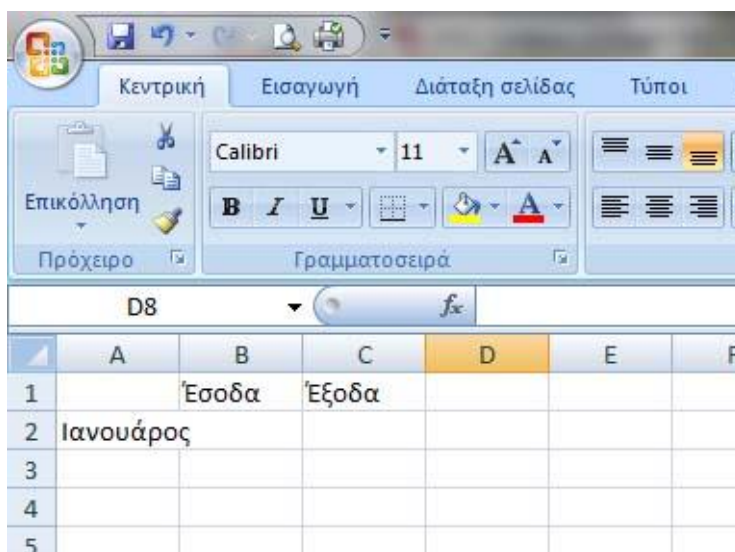 Κεντρική Εισαγωγή Διάταξη σελίδας Τύποι
Calibri 11 A A
Επικόλληση
B I U A
Πρόχειρο Γραμματοσειρά
D8 fx
A B C D E F
1 Έσοδα Έξοδα
2 Ιανουάρος
3
4
5